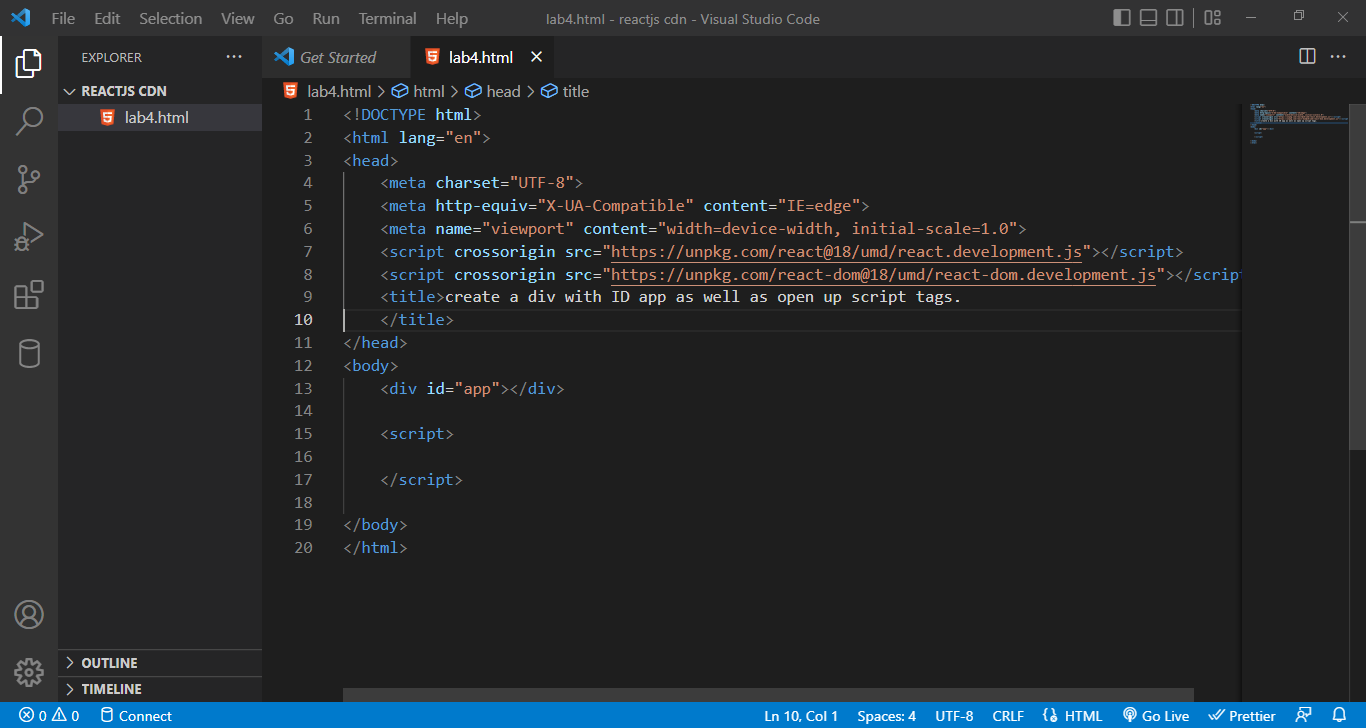 File Edit Selection View Go Run Terminal Help lab4.html - reactjs cdn - Visual Studio Code
EXPLORER
REACTJS CDN
lab4.html
OUTLINE
TIMELINE
Get Started lab4.html
lab4.html > html > head > title
1 <!DOCTYPE html>
2 <html lang="en">
3 <head>
4 <meta charset="UTF-8">
5 <meta http-equiv="X-UA-Compatible" content="IE=edge">
6 <meta name="viewport" content="width=device-width, initial-scale=1.0">
7 <script crossorigin src="https://unpkg.com/react@18/umd/react.development.js"></script>
8 <script crossorigin src="https://unpkg.com/react-dom@18/umd/react-dom.development.js"></script
9 <title>create a div with ID app as well as open up script tags.
10 </title>
11 </head>
12 <body>
13 <div id="app"></div>
14
15 <script>
16
17 </script>
18
19 </body>
20 </html>
0 0 Connect Ln 10, Col 1 Spaces: 4 UTF-8 CRLF HTML Go Live Prettier